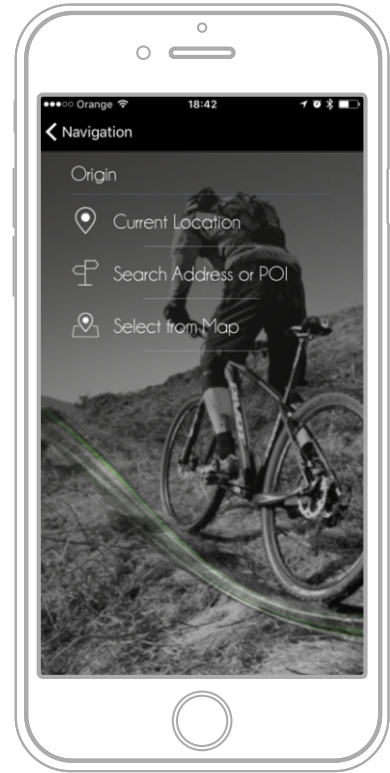 Orange 18:42
Navigation
Origin
Current Location
Search Address or POI
Select from Map